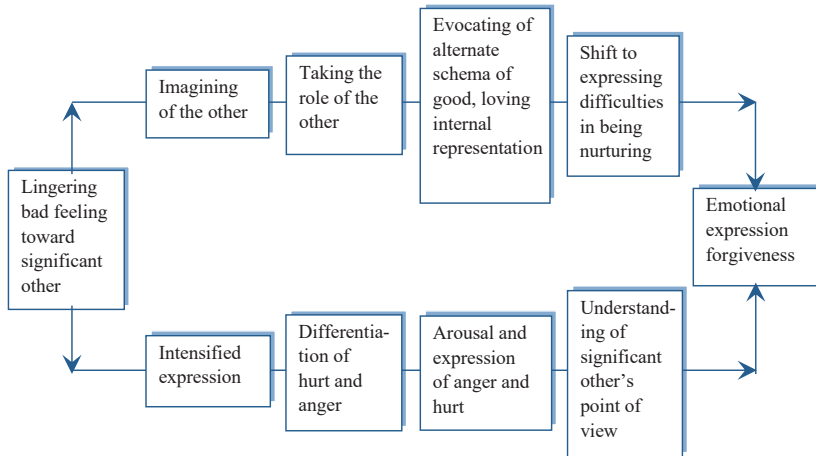 Lingering
bad feeling
toward
significant
other
Imagining
of the other
Taking the
role of the
other
Evocating of
alternate
schema of
good, loving
internal
representation
Shift to
expressing
difficulties
in being
nurturing
Intensified
expression
Differentia-
tion of
hurt and
anger
Arousal and
expression
of anger and
hurt
Understand-
ing of
significant
other’s
point of
view
Emotional
expression
forgiveness